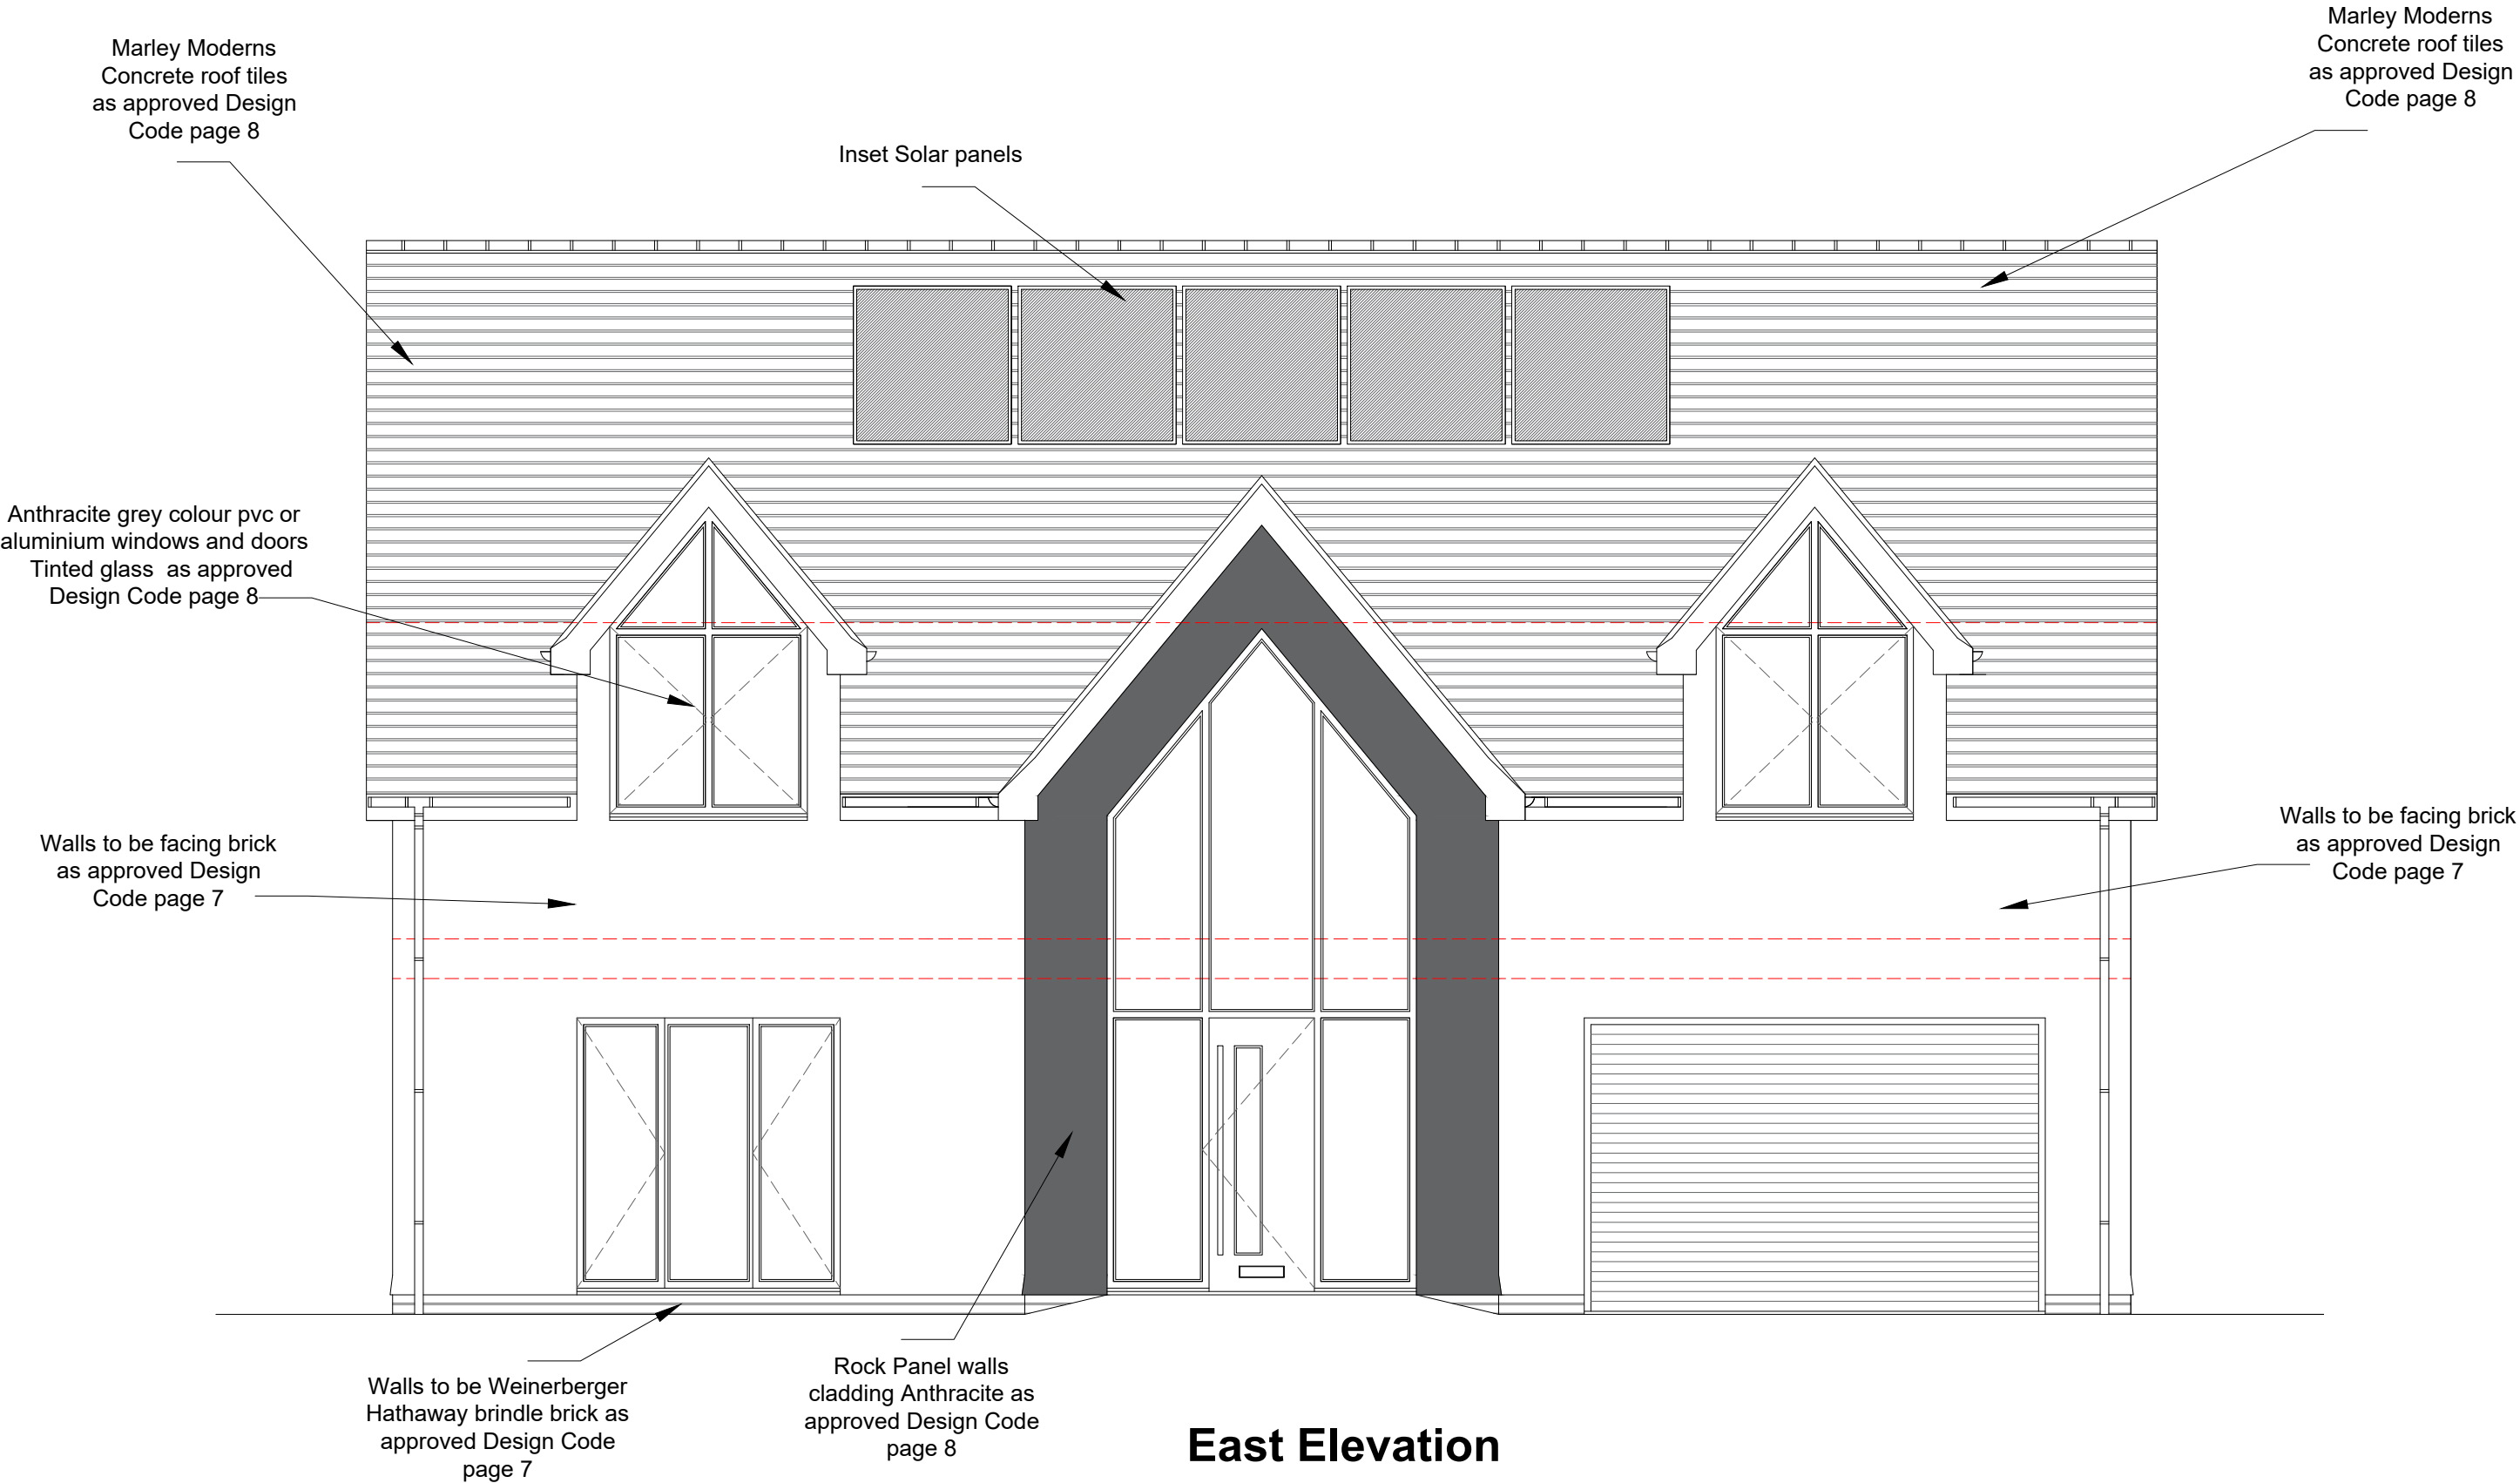 Marley Moderns
Concrete roof tiles
as approved Design
Code page 8
Marley Moderns
Concrete roof tiles
as approved Design
Code page 8
Inset Solar panels
Anthracite grey colour pvc or
aluminium windows and doors
Tinted glass  as approved
Design Code page 8
Walls to be facing brick
as approved Design
Code page 7
Walls to be facing brick
as approved Design
Code page 7
Walls to be Weinerberger
Hathaway brindle brick as
approved Design Code
page 7
Rock Panel walls
cladding Anthracite as
approved Design Code
page 8
East Elevation